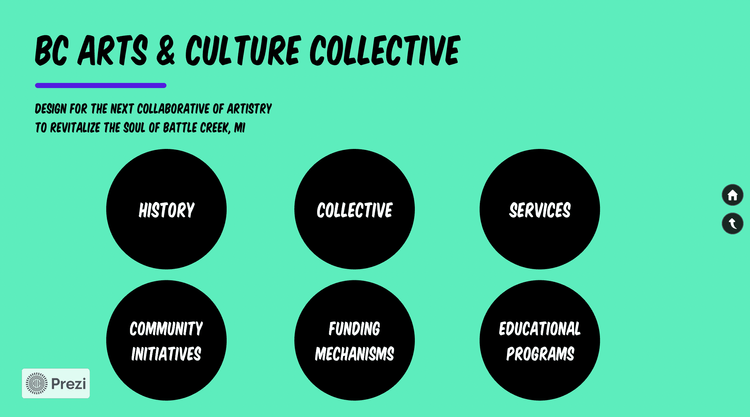 BC ARTS & CULTURE COLLECTIVE
DESIGN FOR THE NEXT COLLABORATIVE OF ARTISTRY
TO REVITALIZE THE SOUL OF BATTLE CREEK, MI
HISTORY
COLLECTIVE
SERVICES
COMMUNITY
INITIATIVES
FUNDING
MECHANISMS
EDUCATIONAL
PROGRAMS
Prezi